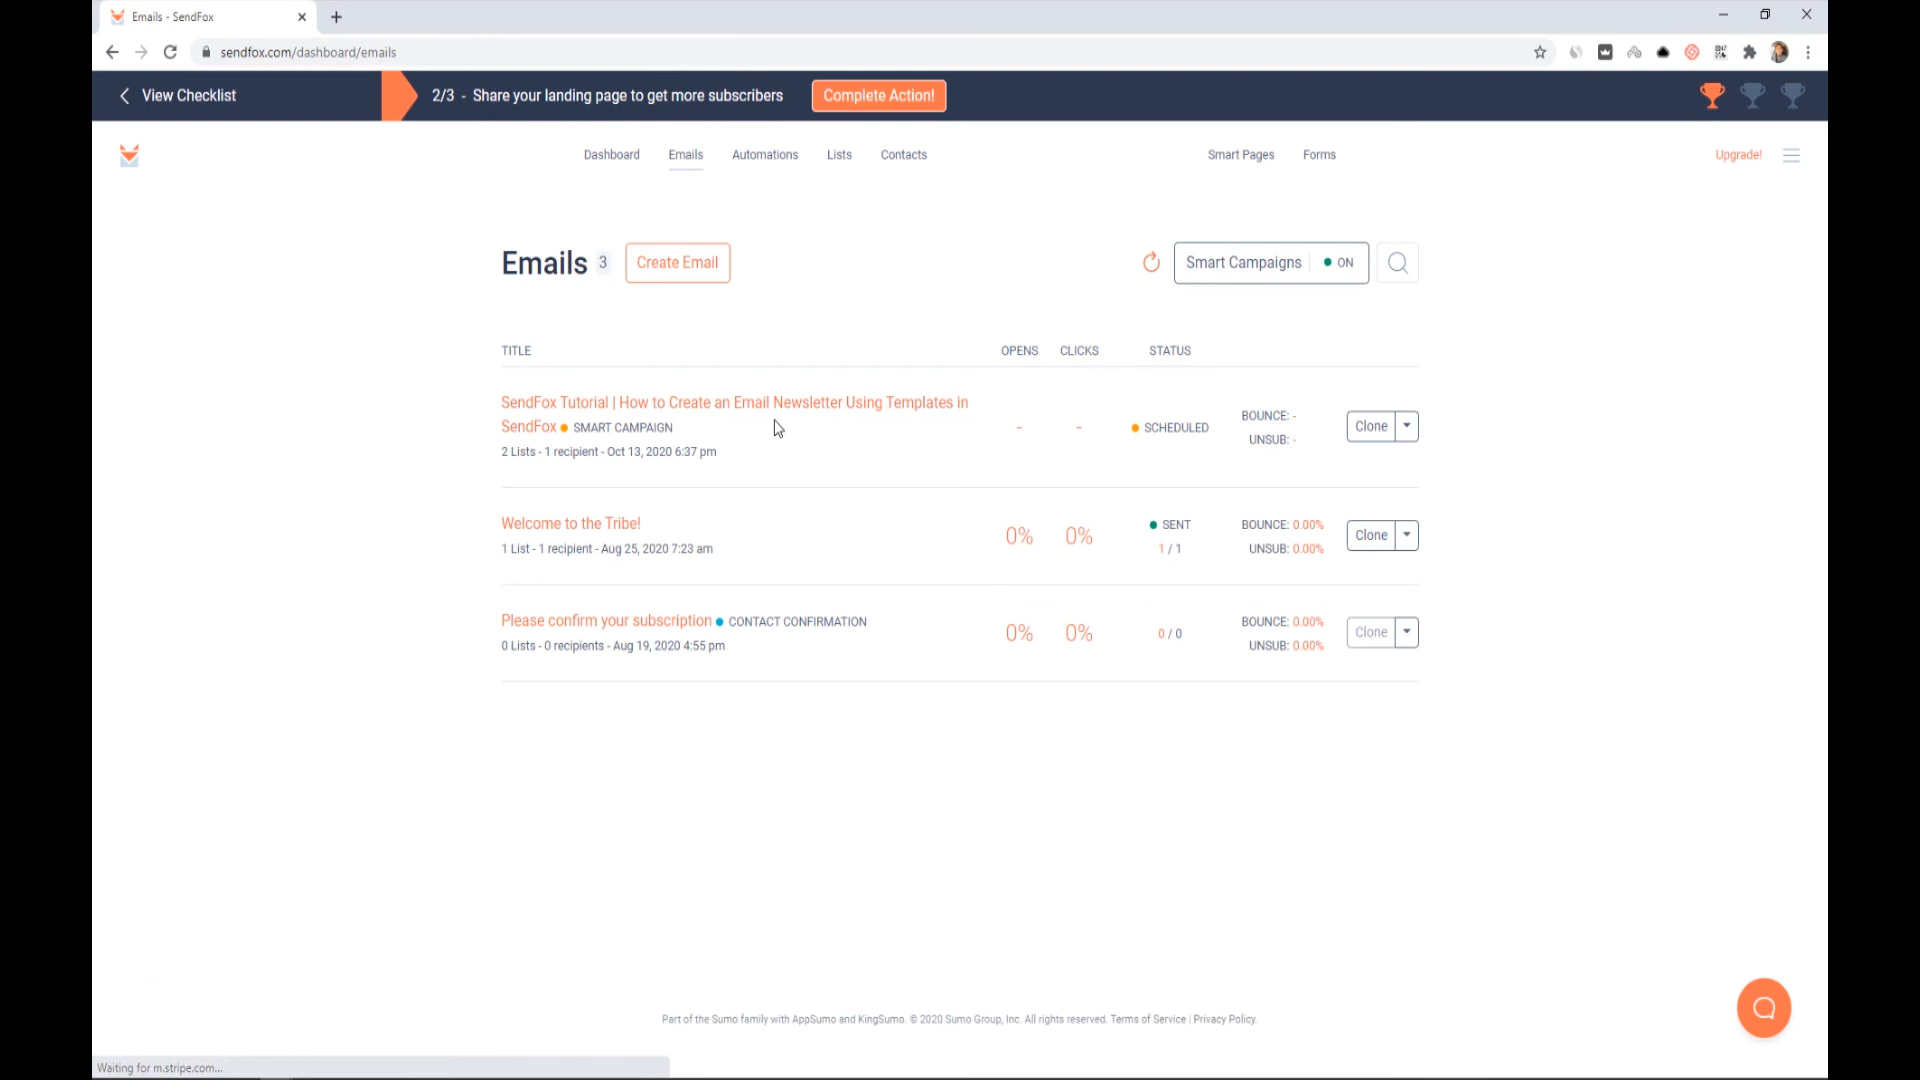 Emails - SendFox
sendfox.com/dashboard/emails
View Checklist
2/3 - Share your landing page to get more subscribers
Complete Action!
Dashboard
Emails
Automations
Lists
Contacts
Smart Pages
Forms
Upgrade!
Emails 3
Create Email
Smart Campaigns
ON
TITLE
OPENS
CLICKS
STATUS
SendFox Tutorial | How to Create an Email Newsletter Using Templates in
SendFox SMART CAMPAIGN
2 Lists - 1 recipient - Oct 13, 2020 6:37 pm
-
-
SCHEDULED
BOUNCE: -
UNSUB: -
Clone
Welcome to the Tribe!
1 List - 1 recipient - Aug 25, 2020 7:23 am
0%
0%
SENT
1 / 1
BOUNCE: 0.00%
UNSUB: 0.00%
Clone
Please confirm your subscription CONTACT CONFIRMATION
0 Lists - 0 recipients - Aug 19, 2020 4:55 pm
0%
0%
0 / 0
BOUNCE: 0.00%
UNSUB: 0.00%
Clone
Part of the Sumo family with AppSumo and KingSumo. © 2020 Sumo Group, Inc. All rights reserved. Terms of Service | Privacy Policy.
Waiting for m.stripe.com...